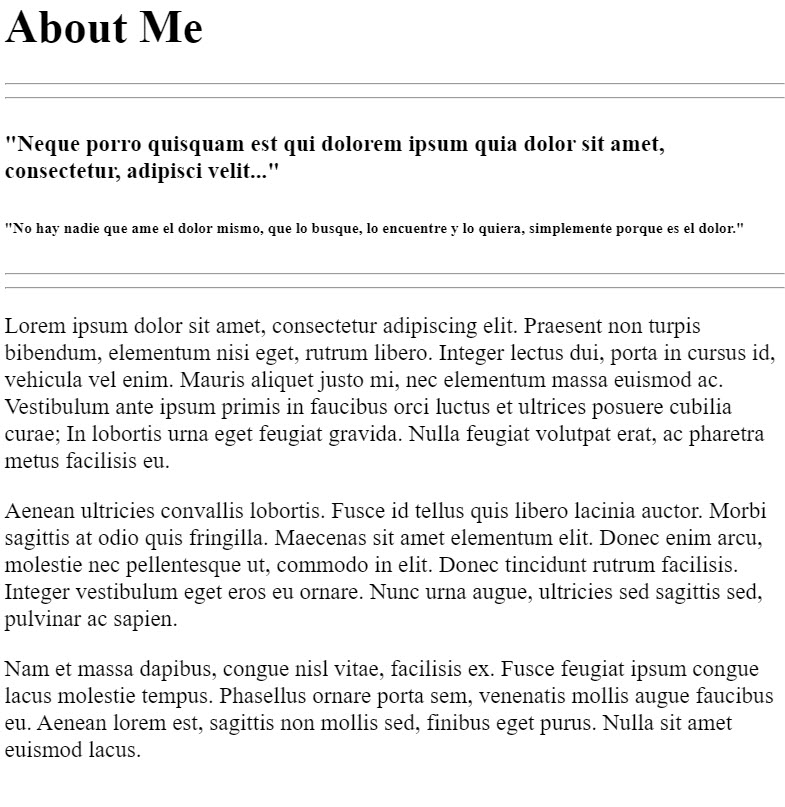 About Me
"Neque porro quisquam est qui dolorem ipsum quia dolor sit amet,
consectetur, adipisci velit..."
"No hay nadie que ame el dolor mismo, que lo busque, lo encuentre y lo quiera, simplemente porque es el dolor."
Lorem ipsum dolor sit amet, consectetur adipiscing elit. Praesent non turpis
bibendum, elementum nisi eget, rutrum libero. Integer lectus dui, porta in cursus id,
vehicula vel enim. Mauris aliquet justo mi, nec elementum massa euismod ac.
Vestibulum ante ipsum primis in faucibus orci luctus et ultrices posuere cubilia
curae; In lobortis urna eget feugiat gravida. Nulla feugiat volutpat erat, ac pharetra
metus facilisis eu.
Aenean ultricies convallis lobortis. Fusce id tellus quis libero lacinia auctor. Morbi
sagittis at odio quis fringilla. Maecenas sit amet elementum elit. Donec enim arcu,
molestie nec pellentesque ut, commodo in elit. Donec tincidunt rutrum facilisis.
Integer vestibulum eget eros eu ornare. Nunc urna augue, ultricies sed sagittis sed,
pulvinar ac sapien.
Nam et massa dapibus, congue nisl vitae, facilisis ex. Fusce feugiat ipsum congue
lacus molestie tempus. Phasellus ornare porta sem, venenatis mollis augue faucibus
eu. Aenean lorem est, sagittis non mollis sed, finibus eget purus. Nulla sit amet
euismod lacus.